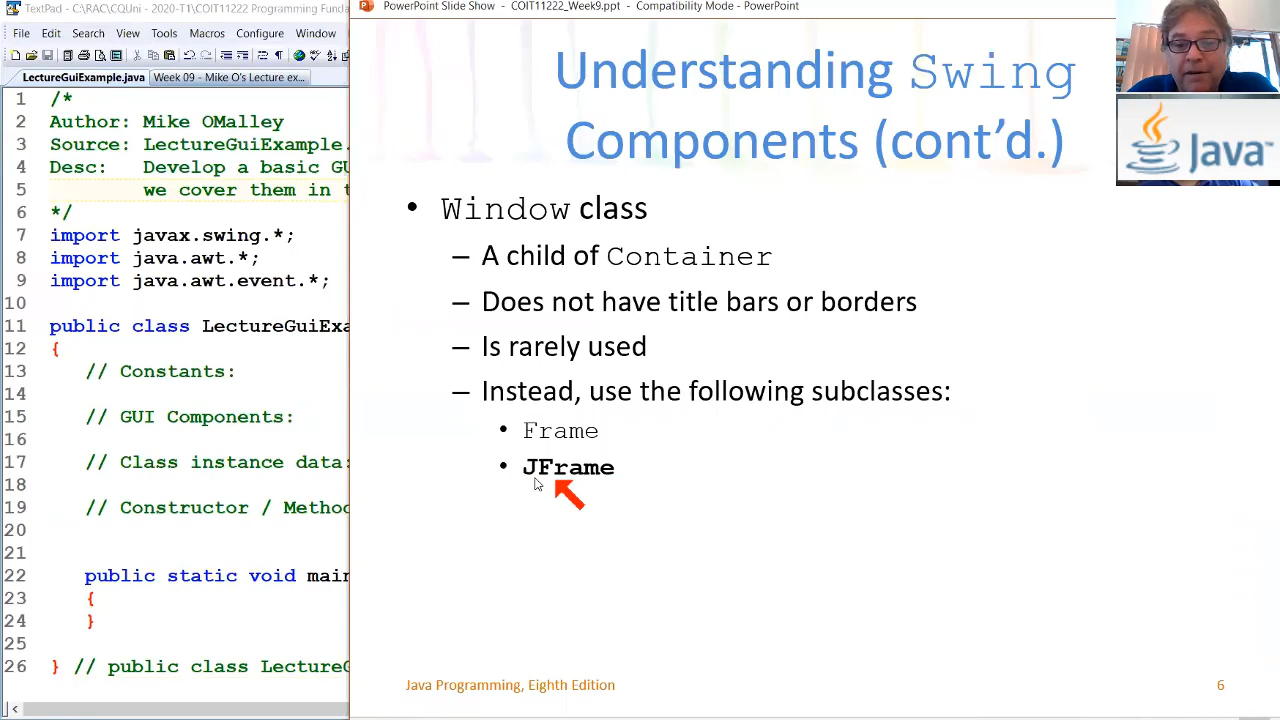 TextPad - C:\RAC\CQUni - 2020-T1\COIT11222 Programming Funda
File Edit Search View Tools Macros Configure Window
LectureGuiExample.java Week 09 - Mike O's Lecture ex...
1 /*
2 Author: Mike OMalley
3 Source: LectureGuiExample.
4 Desc: Develop a basic GU
5 we cover them in t
6 */
7 import javax.swing.*;
8 import java.awt.*;
9 import java.awt.event.*;
10
11 public class LectureGuiExa
12 {
13 // Constants:
14
15 // GUI Components:
16
17 // Class instance data:
18
19 // Constructor / Method
20
21
22 public static void main
23 {
24 }
25
26 } // public class LectureG
PowerPoint Slide Show - COIT11222_Week9.ppt - Compatibility Mode - PowerPoint
Understanding Swing
Components (cont’d.)
• Window class
– A child of Container
– Does not have title bars or borders
– Is rarely used
– Instead, use the following subclasses:
• Frame
• JFrame
Java Programming, Eighth Edition
6
Java™